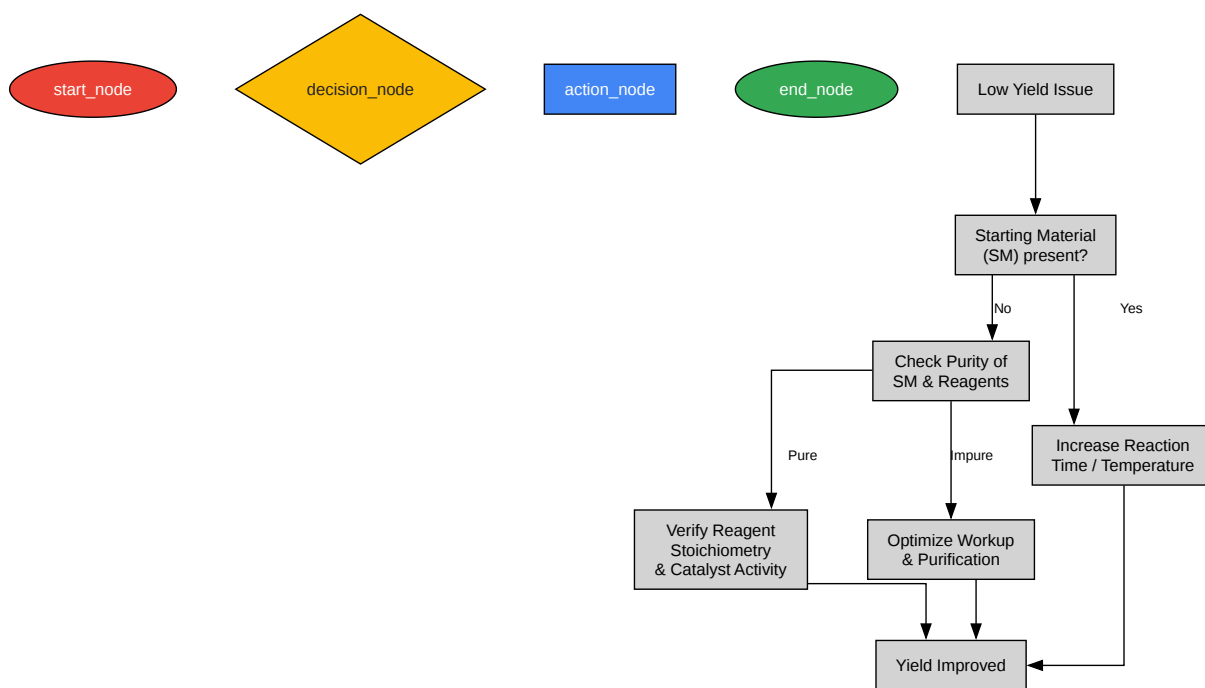 start_node
decision_node
action_node
end_node
Low Yield Issue
Starting Material
(SM) present?
No
Yes
Check Purity of
SM & Reagents
Increase Reaction
Time / Temperature
Pure
Impure
Verify Reagent
Stoichiometry
& Catalyst Activity
Optimize Workup
& Purification
Yield Improved